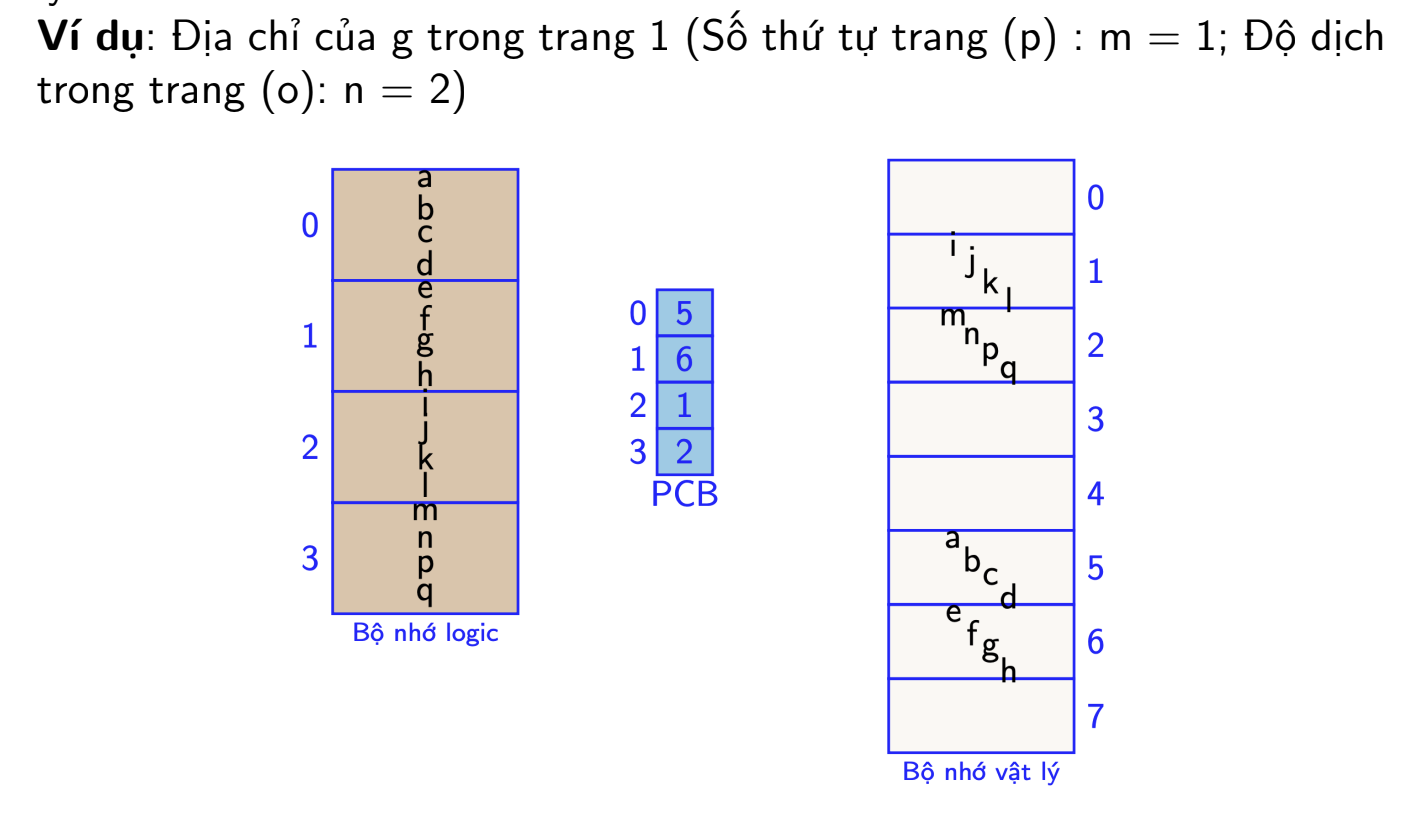 Ví dụ: Địa chỉ của g trong trang 1 (Số thứ tự trang (p) : m = 1; Độ dịch
trong trang (o): n = 2)
0
a
b
c
d
1
e
f
g
h
2
i
j
k
l
3
m
n
p
q
Bộ nhớ logic
0 5
1 6
2 1
3 2
PCB
0
i
j
k
l
1
m
n
p
q
2
3
4
a
b
c
d
5
e
f
g
h
6
7
Bộ nhớ vật lý